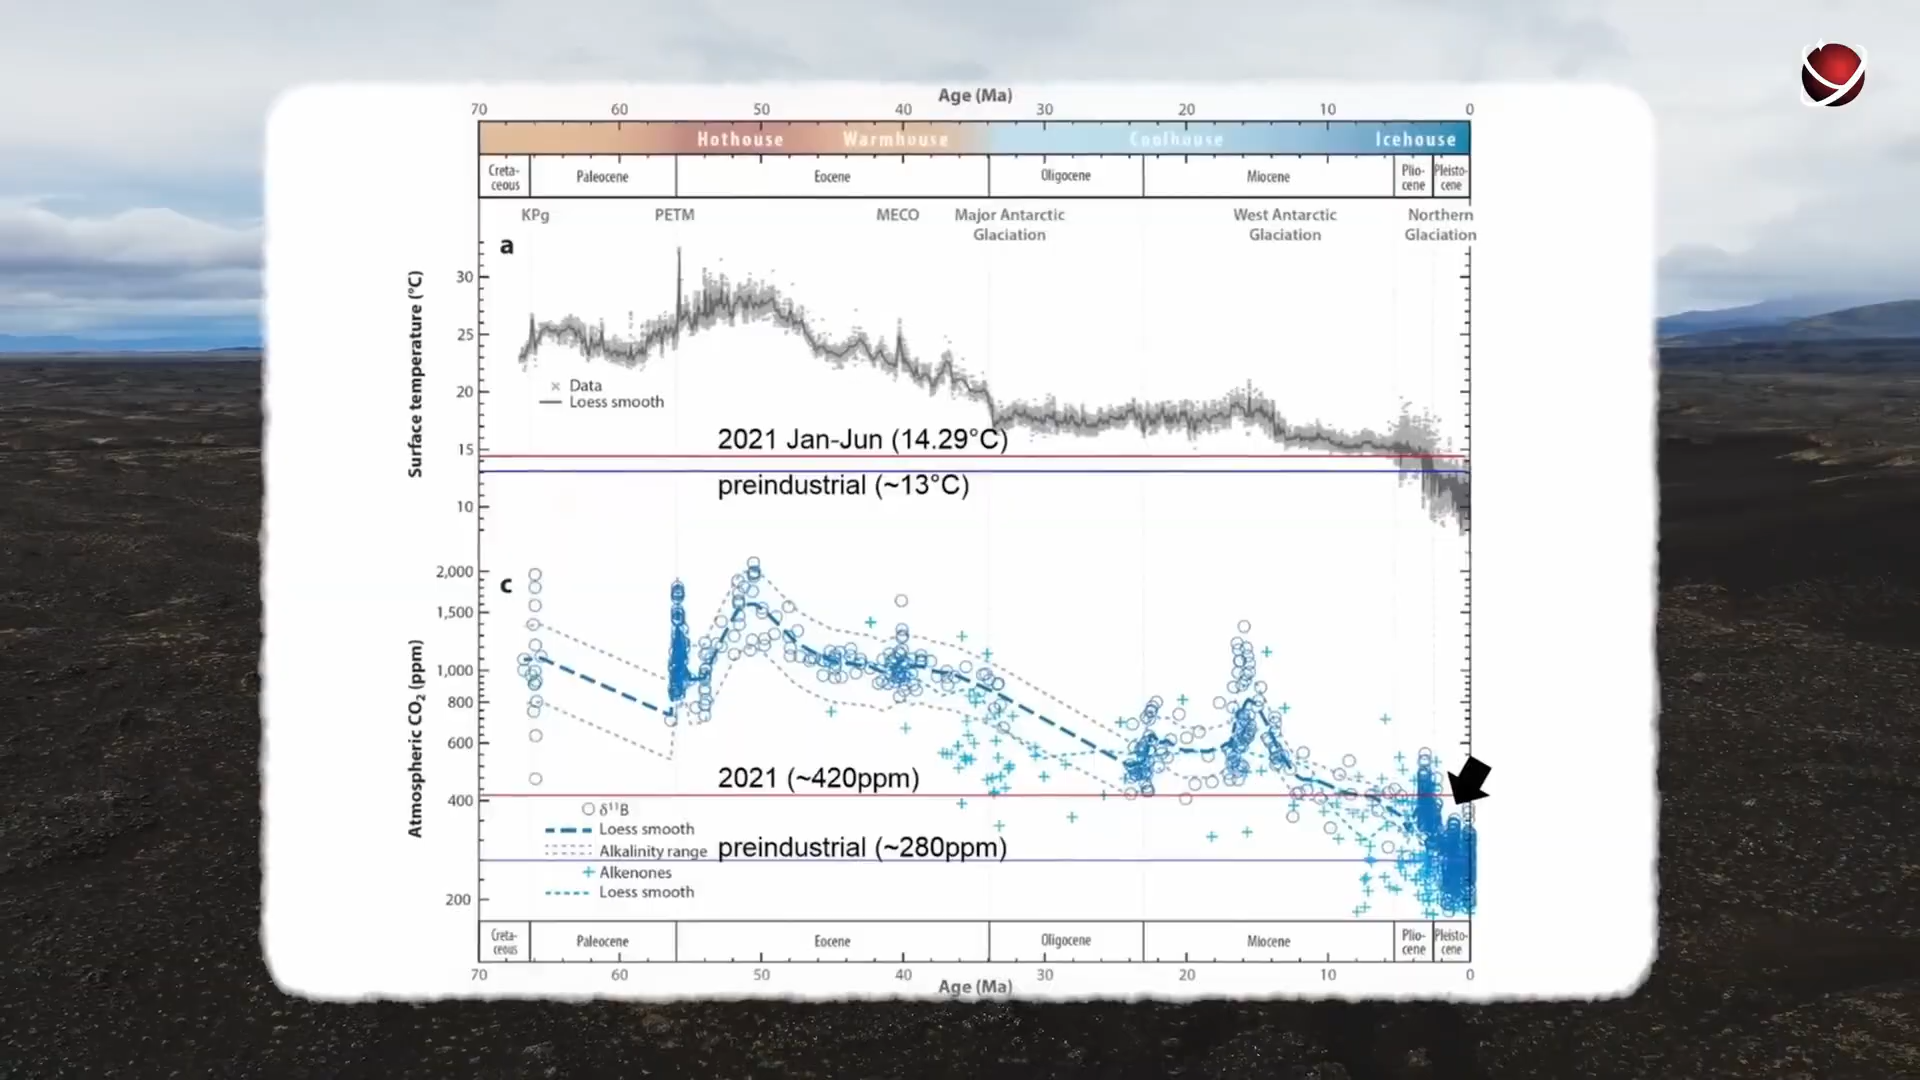 Age (Ma)
70 60 50 40 30 20 10 0
Hothouse Warmhouse Coolhouse Icehouse
Creta-
ceous
Paleocene
Eocene
Oligocene
Miocene
Plio-
cene
Pleisto-
cene
KPg
PETM
MECO
Major Antarctic
Glaciation
West Antarctic
Glaciation
Northern
Glaciation
a
Surface temperature (°C)
30
25
20
15
10
Data
Loess smooth
2021 Jan-Jun (14.29°C)
preindustrial (~13°C)
c
Atmospheric CO₂ (ppm)
2,000
1,500
1,000
800
600
400
200
2021 (~420ppm)
δ¹¹B
Loess smooth
Alkalinity range
preindustrial (~280ppm)
Alkenones
Loess smooth
Creta-
ceous
Paleocene
Eocene
Oligocene
Miocene
Plio-
cene
Pleisto-
cene
70 60 50 40 30 20 10 0
Age (Ma)